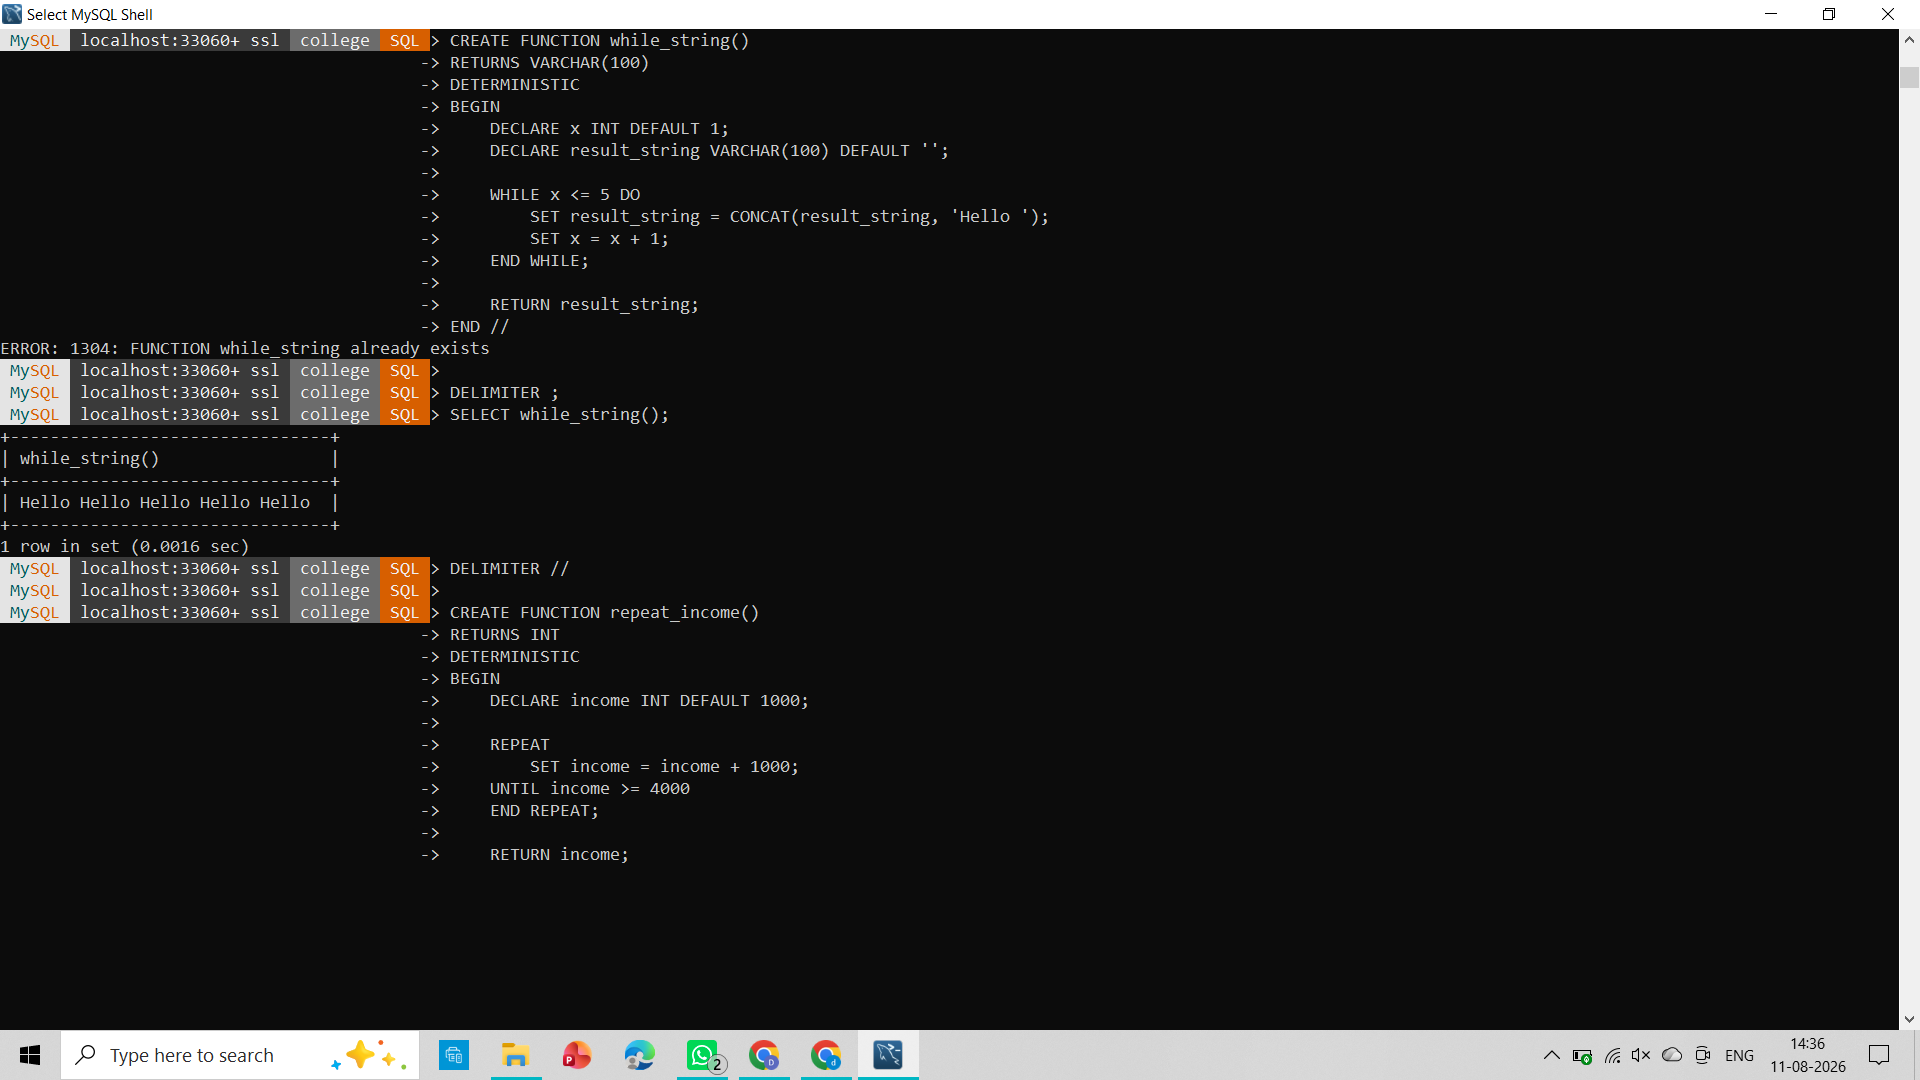 Select MySQL Shell
MySQL localhost:33060+ ssl college SQL > CREATE FUNCTION while_string()
-> RETURNS VARCHAR(100)
-> DETERMINISTIC
-> BEGIN
-> DECLARE x INT DEFAULT 1;
-> DECLARE result_string VARCHAR(100) DEFAULT '';
->
-> WHILE x <= 5 DO
-> SET result_string = CONCAT(result_string, 'Hello ');
-> SET x = x + 1;
-> END WHILE;
->
-> RETURN result_string;
-> END //
ERROR: 1304: FUNCTION while_string already exists
MySQL localhost:33060+ ssl college SQL >
MySQL localhost:33060+ ssl college SQL > DELIMITER ;
MySQL localhost:33060+ ssl college SQL > SELECT while_string();
+--------------------------------+
| while_string() |
+--------------------------------+
| Hello Hello Hello Hello Hello |
+--------------------------------+
1 row in set (0.0016 sec)
MySQL localhost:33060+ ssl college SQL > DELIMITER //
MySQL localhost:33060+ ssl college SQL >
MySQL localhost:33060+ ssl college SQL > CREATE FUNCTION repeat_income()
-> RETURNS INT
-> DETERMINISTIC
-> BEGIN
-> DECLARE income INT DEFAULT 1000;
->
-> REPEAT
-> SET income = income + 1000;
-> UNTIL income >= 4000
-> END REPEAT;
->
-> RETURN income;
Type here to search
2
D
d
P
ENG
14:36
11-08-2026